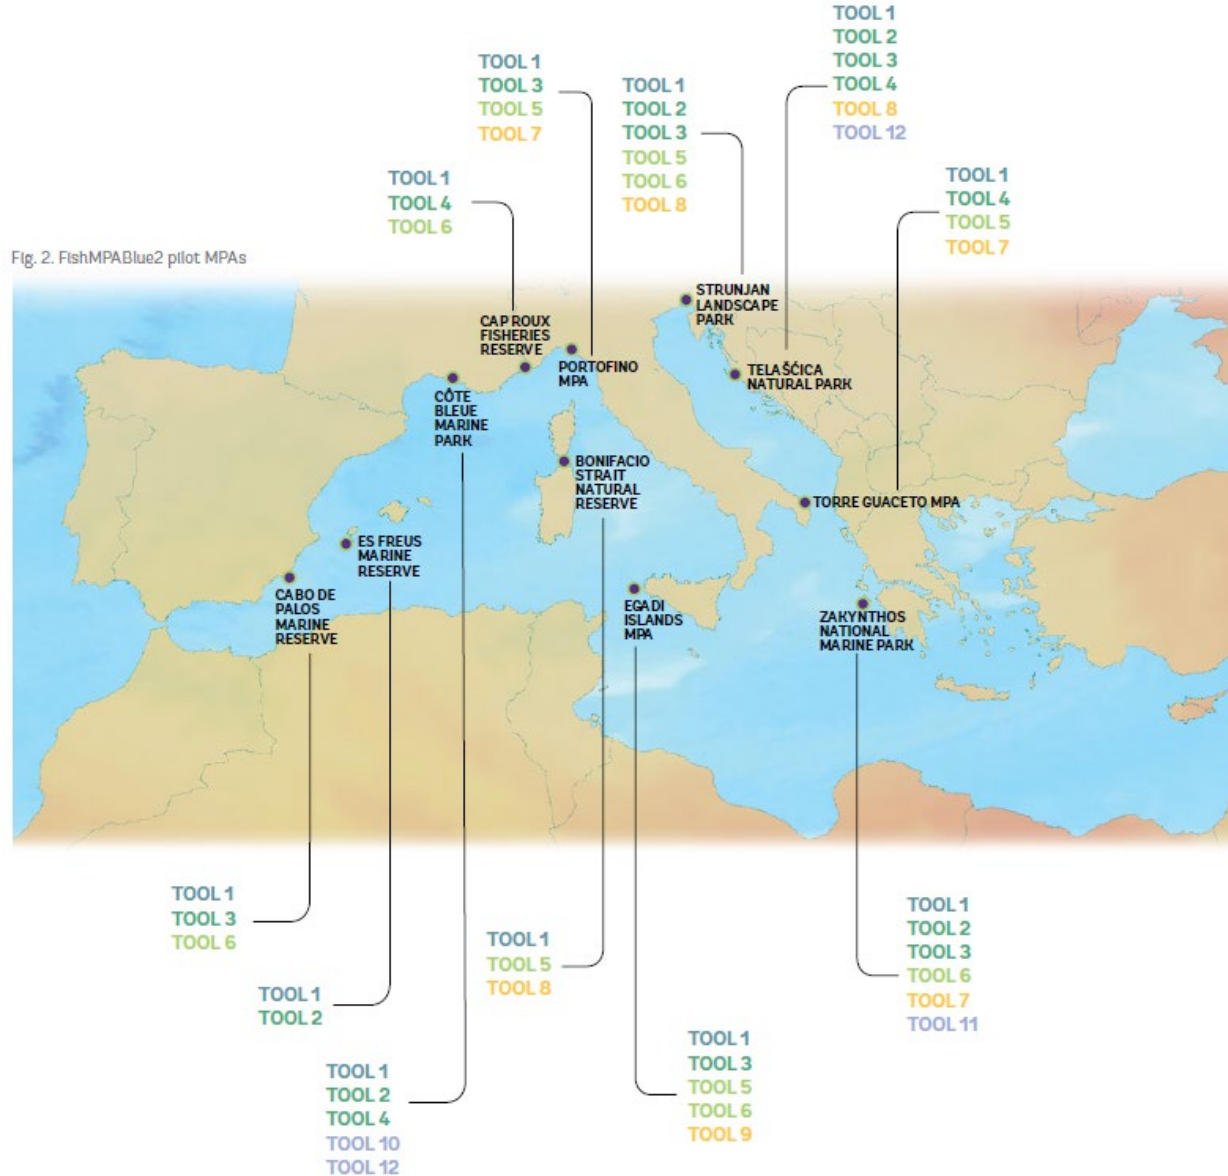 TOOL 1
TOOL 2
TOOL 3
TOOL 4
TOOL 8
TOOL 12
TOOL 1
TOOL 3
TOOL 5
TOOL 7
TOOL 1
TOOL 2
TOOL 3
TOOL 5
TOOL 6
TOOL 8
TOOL 1
TOOL 4
TOOL 6
TOOL 1
TOOL 4
TOOL 5
TOOL 7
Fig. 2. FishMPABlue2 pilot MPAs
STRUNJAN
LANDSCAPE
PARK
CAP ROUX
FISHERIES
RESERVE
PORTOFINO
MPA
TELAŠĆICA
NATURAL PARK
CÔTE
BLEUE
MARINE
PARK
BONIFACIO
STRAIT
NATURAL
RESERVE
TORRE GUACETO MPA
ES FREUS
MARINE
RESERVE
CABO DE
PALOS
MARINE
RESERVE
EGADI
ISLANDS
MPA
ZAKYNTHOS
NATIONAL
MARINE PARK
TOOL 1
TOOL 3
TOOL 6
TOOL 1
TOOL 2
TOOL 1
TOOL 2
TOOL 4
TOOL 10
TOOL 12
TOOL 1
TOOL 5
TOOL 8
TOOL 1
TOOL 3
TOOL 5
TOOL 6
TOOL 9
TOOL 1
TOOL 2
TOOL 3
TOOL 6
TOOL 7
TOOL 11